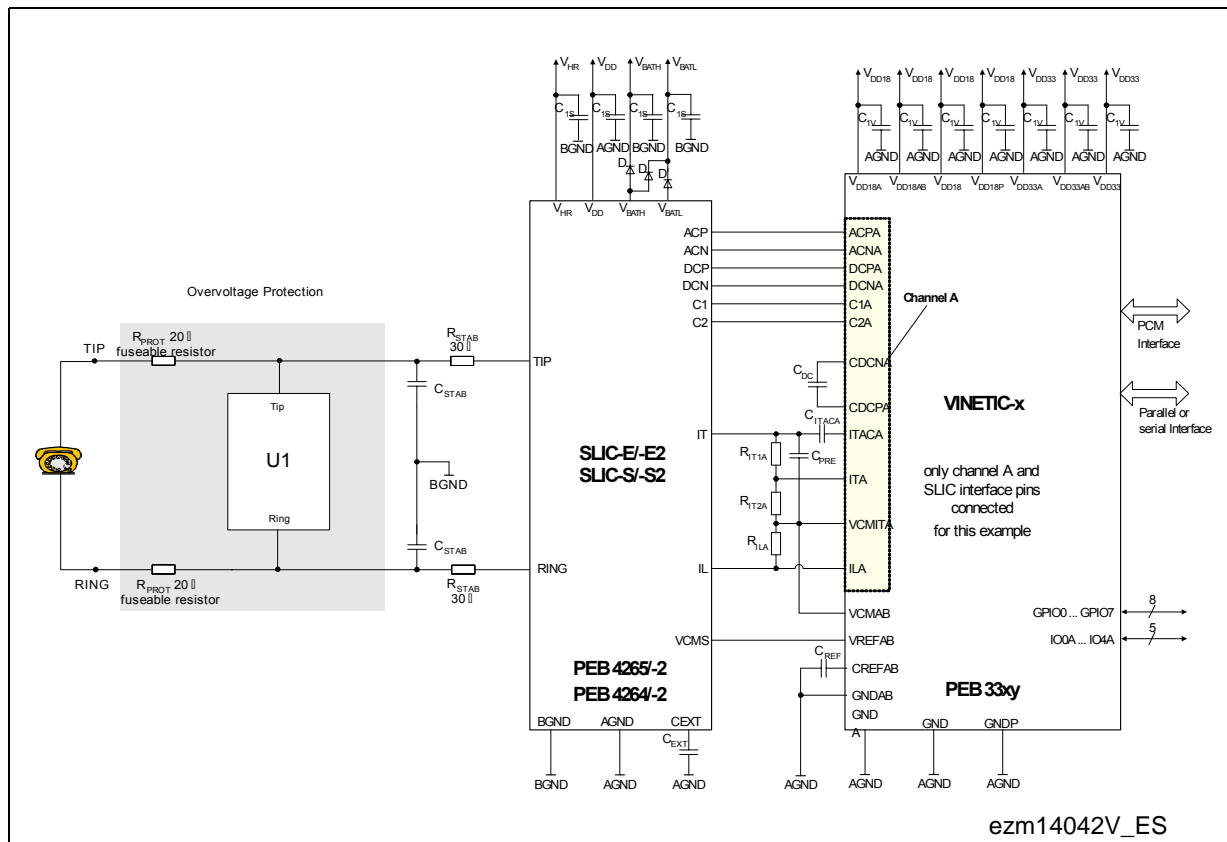 VHR VDD VBATH VBATL
C1S C1S C1S C1S
BGND AGND BGND BGND
D D D
VHR VDD VBATH VBATL
VDD18 VDD18 VDD18 VDD18 VDD33 VDD33 VDD33
C1V C1V C1V C1V C1V C1V C1V
AGND AGND AGND AGND AGND AGND AGND
VDD18A VDD18AB VDD18 VDD18P VDD33A VDD33AB VDD33
Overvoltage Protection
TIP
RPROT 20
fuseable resistor
RSTAB
30
CSTAB
Tip
U1
Ring
BGND
CSTAB
RING
RPROT 20
fuseable resistor
RSTAB
30
ACP
ACN
DCP
DCN
C1
C2
TIP
IT
SLIC-E/-E2
SLIC-S/-S2
RING
IL
VCMS
PEB 4265/-2
PEB 4264/-2
BGND AGND CEXT
CEXT
BGND AGND AGND
CDC
CITACA
CPRE
RIT1A
RIT2A
RILA
CREF
AGND
ACPA
ACNA
DCPA
DCNA
C1A
C2A
CDCNA
CDCPA
ITACA
ITA
VCMITA
ILA
VCMAB
VREFAB
CREFAB
GNDAB
GND
A
GND GNDP
AGND AGND AGND
Channel A
VINETIC-x
only channel A and
SLIC interface pins
connected
for this example
PEB 33xy
PCM
Interface
Parallel or
serial Interface
GPIO0 ... GPIO7
8
IO0A ... IO4A
5
ezm14042V_ES